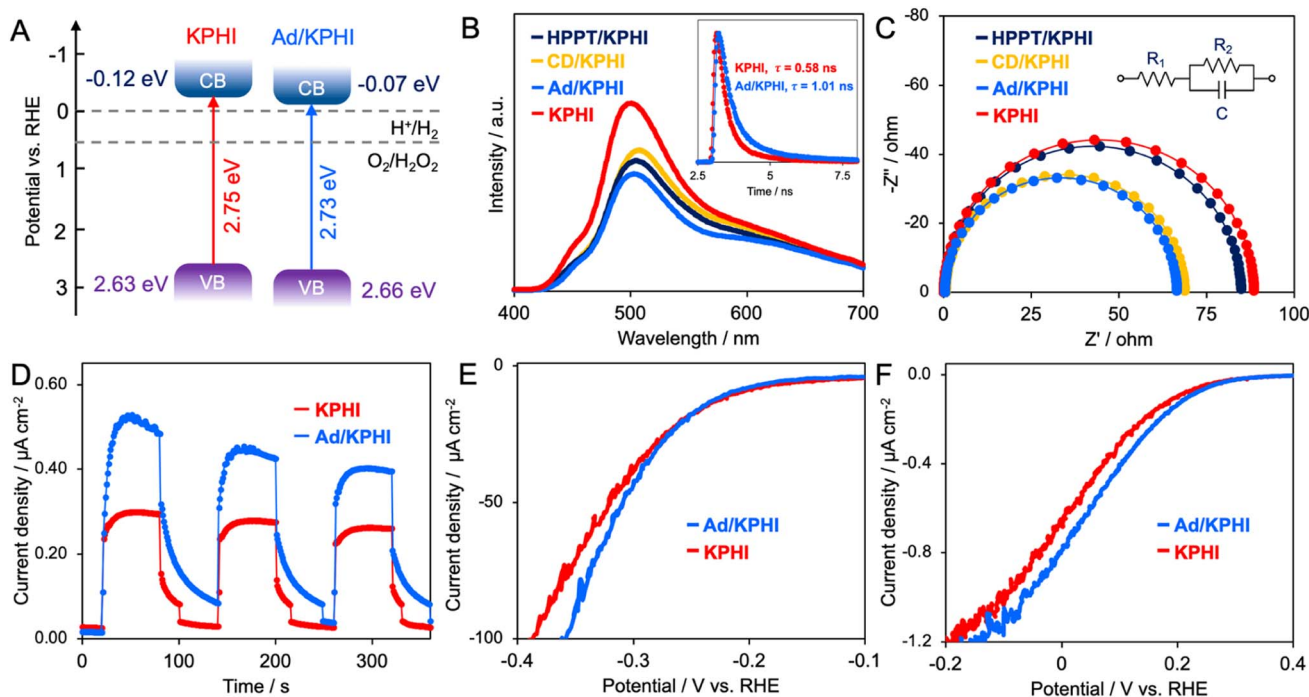 A
KPHI
Ad/KPHI
Potential vs. RHE
-1
0
1
2
3
-0.12 eV
CB
CB
-0.07 eV
H⁺/H₂
O₂/H₂O₂
2.75 eV
2.73 eV
2.63 eV
VB
VB
2.66 eV
B
HPPT/KPHI
CD/KPHI
Ad/KPHI
KPHI
KPHI, τ = 0.58 ns
Ad/KPHI, τ = 1.01 ns
2.5 5 7.5
Time / ns
Intensity / a.u.
400 500 600 700
Wavelength / nm
C
-80
-60
-40
-20
0
-Z'' / ohm
HPPT/KPHI
CD/KPHI
Ad/KPHI
KPHI
R₁
R₂
C
0 25 50 75 100
Z' / ohm
D
0.60
0.40
0.20
0.00
Current density / μA cm⁻²
KPHI
Ad/KPHI
0 100 200 300
Time / s
E
0
-50
-100
Current density / μA cm⁻²
Ad/KPHI
KPHI
-0.4 -0.3 -0.2 -0.1
Potential / V vs. RHE
F
0.0
-0.4
-0.8
-1.2
Current density / μA cm⁻²
Ad/KPHI
KPHI
-0.2 0 0.2 0.4
Potential / V vs. RHE